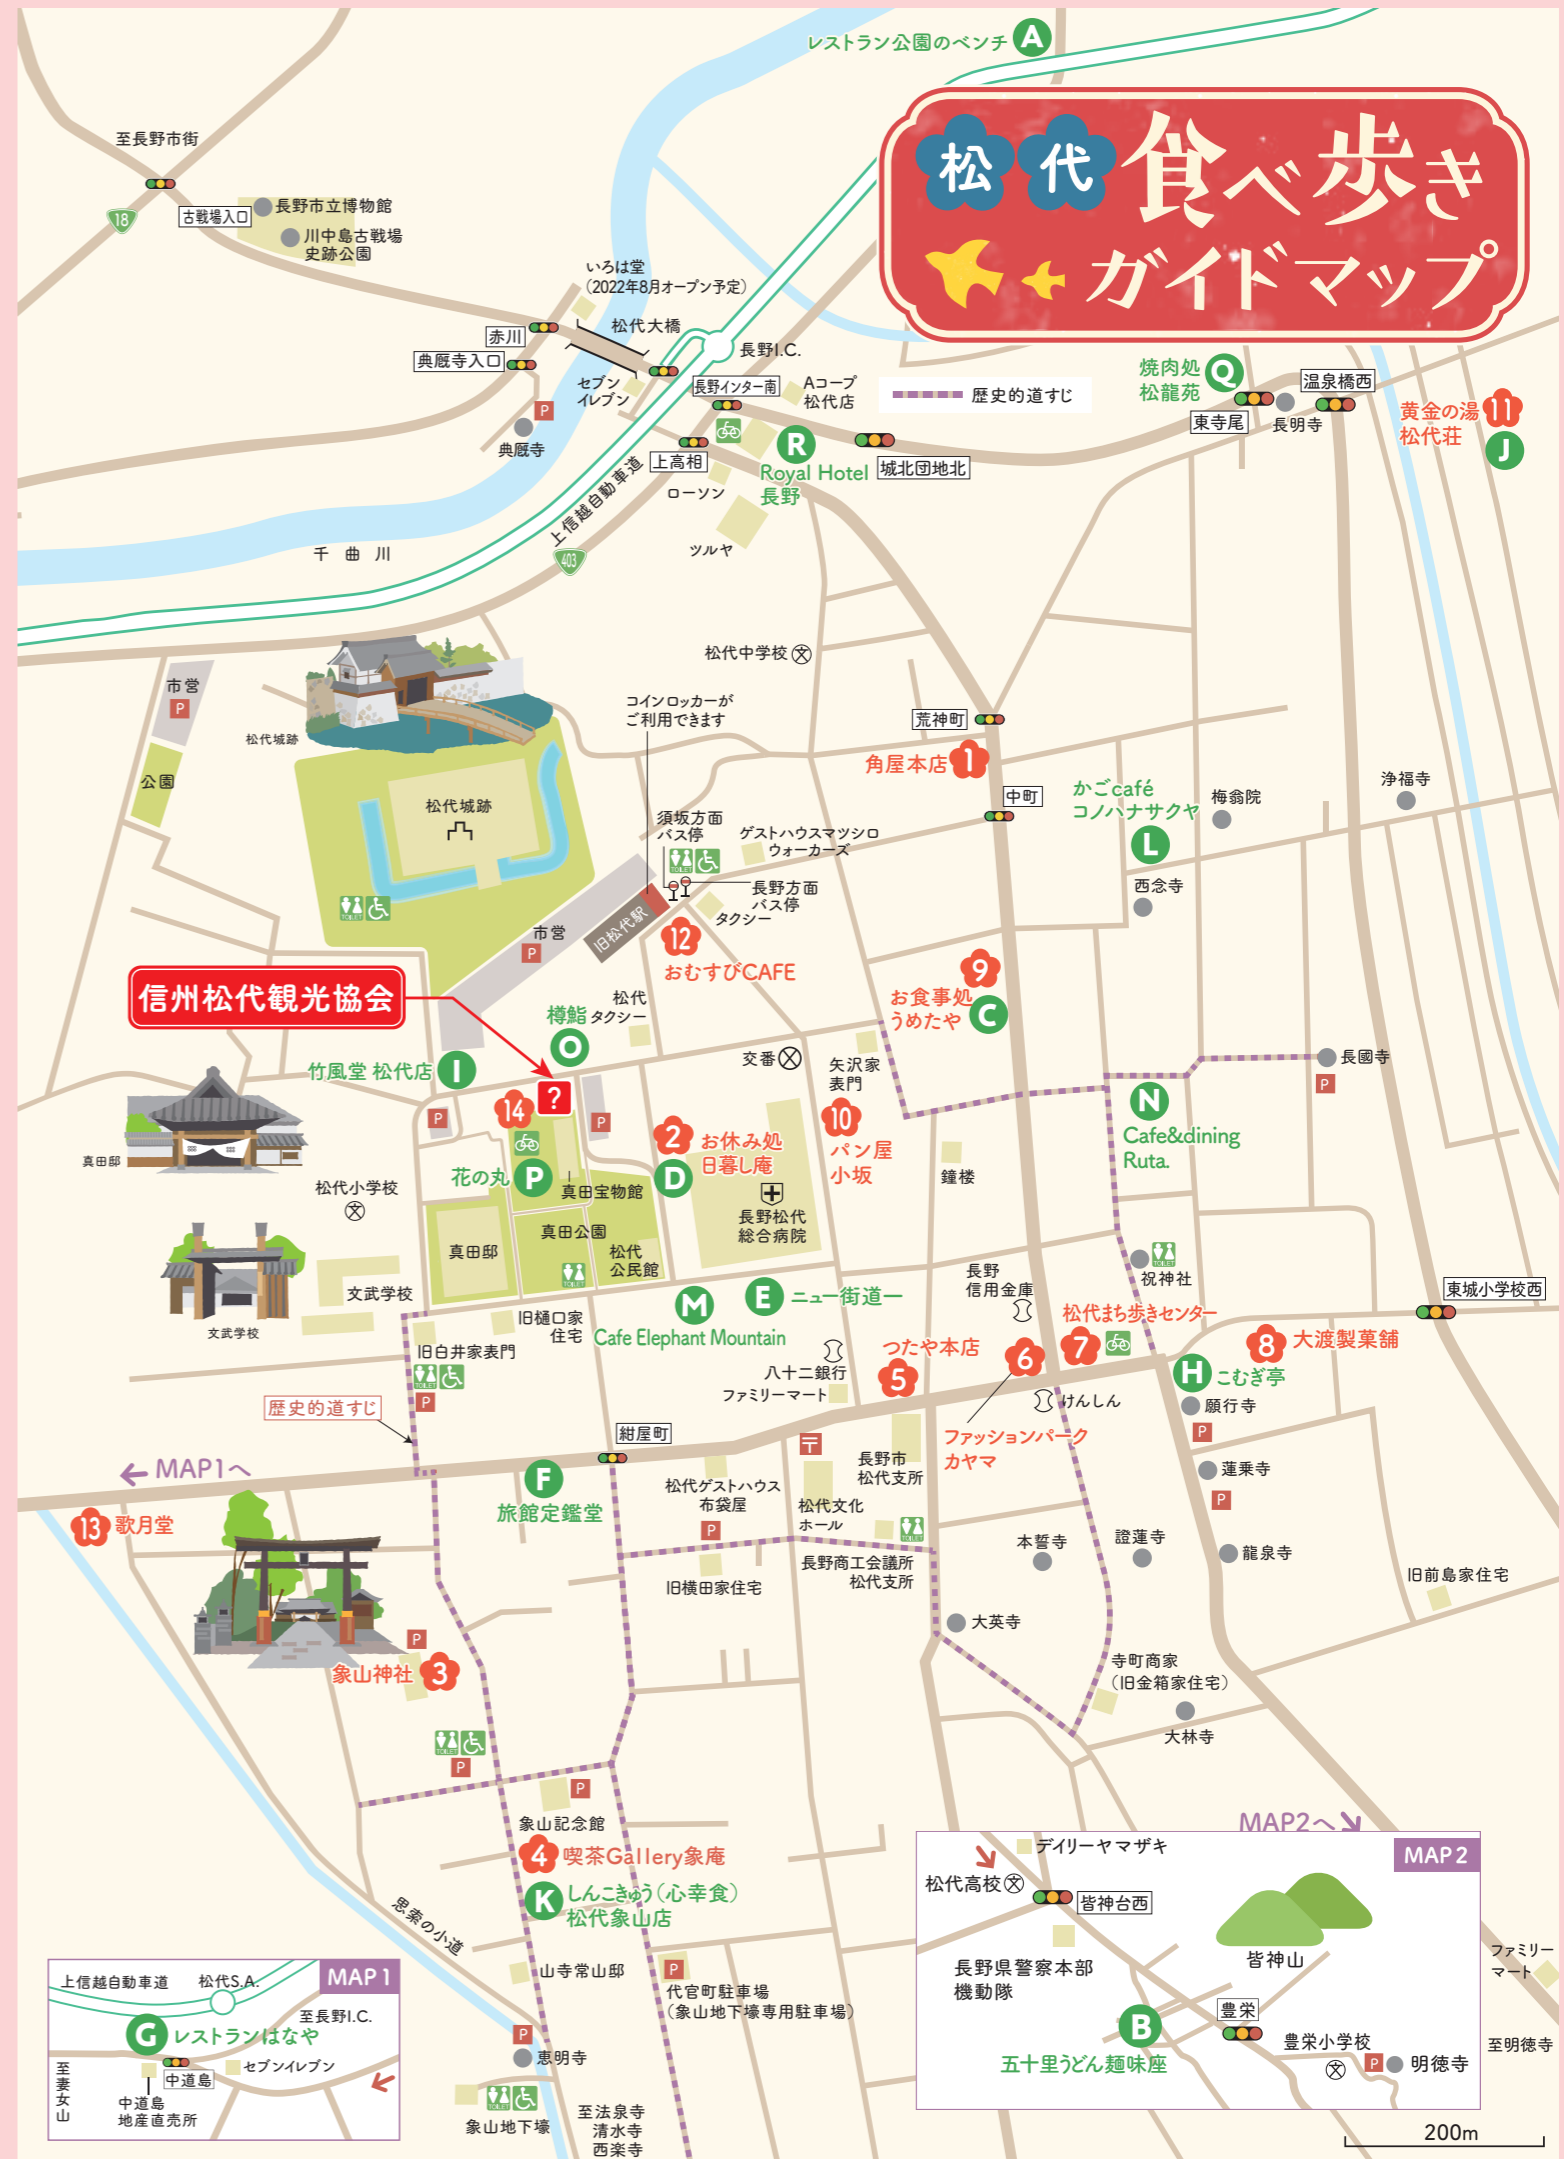 レストラン公園のベンチ A
松代 食べ歩き
ガイドマップ
至長野市街
18
古戦場入口
長野市立博物館
川中島古戦場
史跡公園
いろは堂
（2022年8月オープン予定）
松代大橋
赤川
典厩寺入口
長野I.C.
セブン
イレブン
長野インター南
Aコープ
松代店
歴史的道すじ
焼肉処
松龍苑
Q
温泉橋西
東寺尾
長明寺
黄金の湯
松代荘
11
J
P
典厩寺
上高相
R
Royal Hotel
長野
城北団地北
ローソン
上信越自動車道
403
ツルヤ
千曲川
松代中学校 文
市営
P
コインロッカーが
ご利用できます
松代城跡
荒神町
角屋本店 1
公園
松代城跡
中町
かごcafé
コノハナサクヤ
L
梅翁院
浄福寺
須坂方面
バス停
ゲストハウスマツシロ
ウォーカーズ
TOILET
長野方面
バス停
西念寺
TOILET
タクシー
旧松代駅
市営
P
12
おむすびCAFE
9
お食事処
うめたや
C
信州松代観光協会
樽鮨
O
松代
タクシー
竹風堂 松代店 I
交番
矢沢家
表門
長國寺
P
?
14
P
P
2
お休み処
日暮し庵
D
10
パン屋
小坂
N
Cafe&dining
Ruta.
真田邸
花の丸 P
真田宝物館
鐘楼
松代小学校
文
長野松代
総合病院
真田邸
真田公園
松代
公民館
TOILET
TOILET
祝神社
文武学校
文武学校
旧樋口家
住宅
M
Cafe Elephant Mountain
E ニュー街道一
長野
信用金庫
東城小学校西
松代まち歩きセンター
7
8 大渡製菓舗
旧白井家表門
TOILET
P
八十二銀行
ファミリーマート
つたや本店
5
6
H こむぎ亭
けんしん
願行寺
P
歴史的道すじ
紺屋町
ファッションパーク
カヤマ
MAP1へ
F
旅館定鑑堂
松代ゲストハウス
布袋屋
P
〒
長野市
松代支所
松代文化
ホール
TOILET
蓮乗寺
P
13 歌月堂
本誓寺
證蓮寺
龍泉寺
長野商工会議所
松代支所
旧横田家住宅
旧前島家住宅
大英寺
P
象山神社 3
寺町商家
（旧金箱家住宅）
大林寺
TOILET
P
P
象山記念館
4 喫茶Gallery象庵
K しんこきゅう（心幸食）
松代象山店
思索の小道
山寺常山邸
P
代官町駐車場
（象山地下壕専用駐車場）
P
恵明寺
TOILET
象山地下壕
至法泉寺
清水寺
西楽寺
MAP 1
上信越自動車道
松代S.A.
至長野I.C.
G レストランはなや
中道島
セブンイレブン
至妻女山
中道島
地産直売所
MAP2へ
MAP 2
デイリーヤマザキ
松代高校 文
皆神台西
皆神山
長野県警察本部
機動隊
B
五十里うどん麺味座
豊栄
豊栄小学校
文
P
明徳寺
ファミリー
マート
至明徳寺
200m